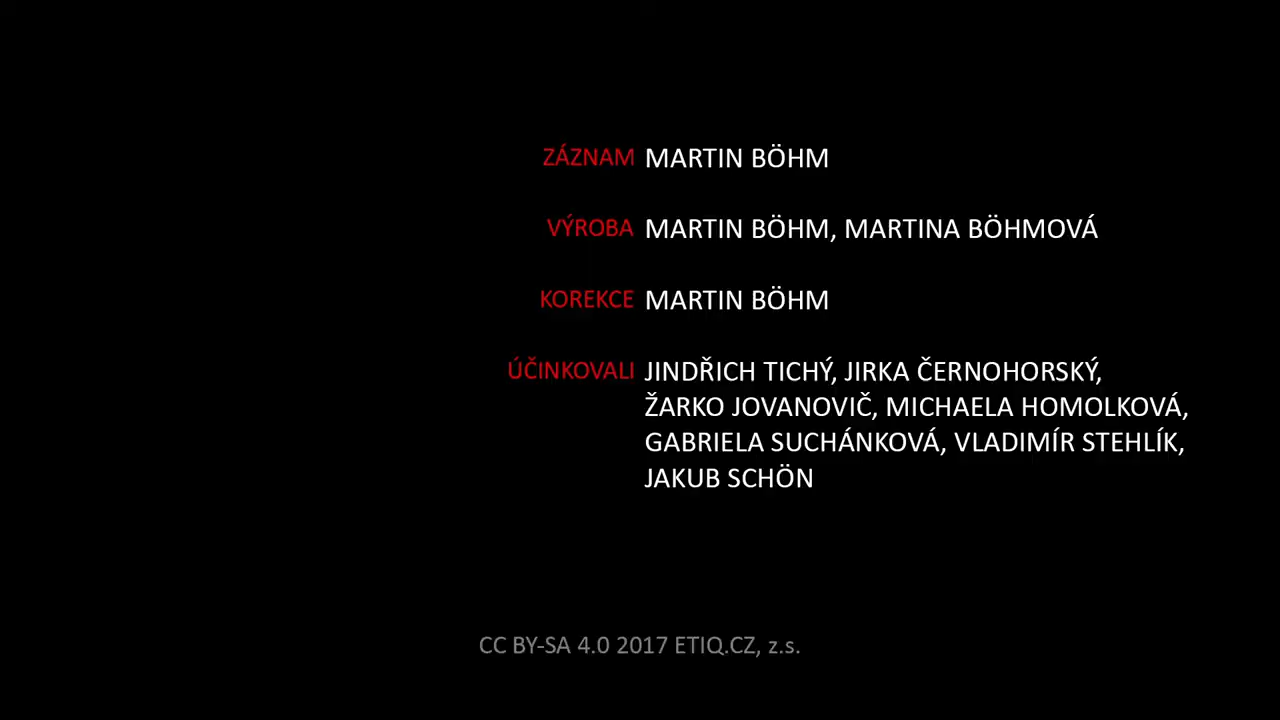 ZÁZNAM MARTIN BÖHM
VÝROBA MARTIN BÖHM, MARTINA BÖHMOVÁ
KOREKCE MARTIN BÖHM
ÚČINKOVALI JINDŘICH TICHÝ, JIRKA ČERNOHORSKÝ,
ŽARKO JOVANOVIČ, MICHAELA HOMOLKOVÁ,
GABRIELA SUCHÁNKOVÁ, VLADIMÍR STEHLÍK,
JAKUB SCHÖN
CC BY-SA 4.0 2017 ETIQ.CZ, z.s.